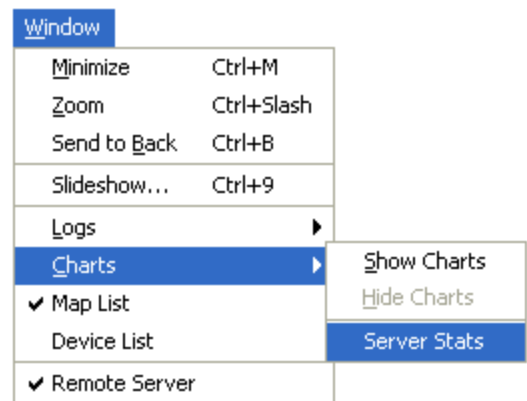 Window
Minimize Ctrl+M
Zoom Ctrl+Slash
Send to Back Ctrl+B
Slideshow... Ctrl+9
Logs
Charts
Show Charts
Hide Charts
Server Stats
Map List
Device List
Remote Server